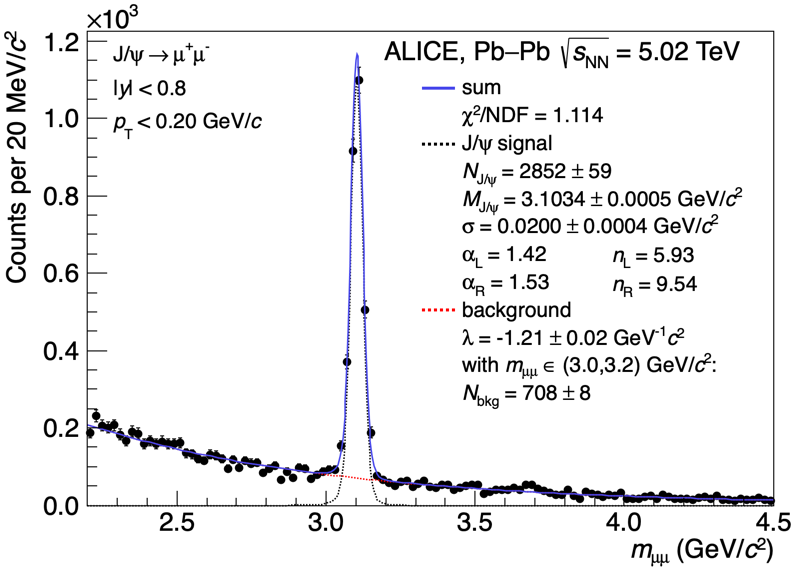 ×10³
Counts per 20 MeV/c²
1.2
1.0
0.8
0.6
0.4
0.2
0.0
J/ψ→μ⁺μ⁻
|y| < 0.8
p_T < 0.20 GeV/c
ALICE, Pb–Pb √s_NN = 5.02 TeV
sum
χ²/NDF = 1.114
J/ψ signal
N_J/ψ = 2852 ± 59
M_J/ψ = 3.1034 ± 0.0005 GeV/c²
σ = 0.0200 ± 0.0004 GeV/c²
α_L = 1.42 n_L = 5.93
α_R = 1.53 n_R = 9.54
background
λ = -1.21 ± 0.02 GeV⁻¹c²
with m_μμ ∈ (3.0,3.2) GeV/c²:
N_bkg = 708 ± 8
2.5 3.0 3.5 4.0 4.5
m_μμ (GeV/c²)